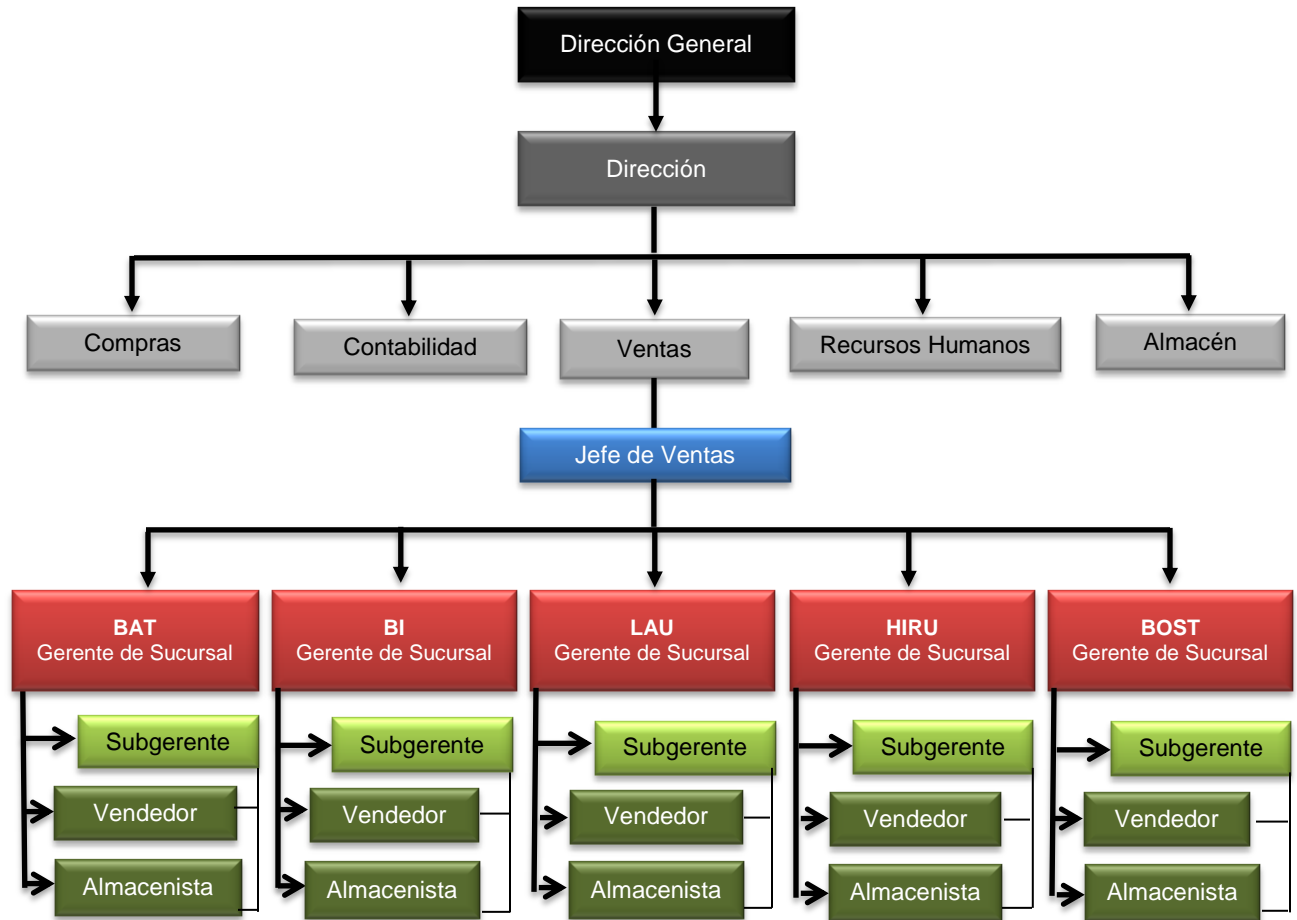 Dirección General
Dirección
Compras
Contabilidad
Ventas
Recursos Humanos
Almacén
Jefe de Ventas
BAT
Gerente de Sucursal
BI
Gerente de Sucursal
LAU
Gerente de Sucursal
HIRU
Gerente de Sucursal
BOST
Gerente de Sucursal
Subgerente
Subgerente
Subgerente
Subgerente
Subgerente
Vendedor
Vendedor
Vendedor
Vendedor
Vendedor
Almacenista
Almacenista
Almacenista
Almacenista
Almacenista